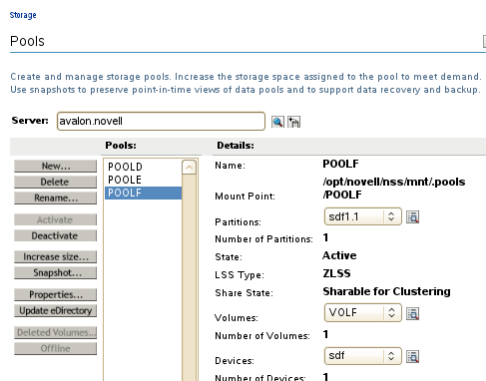 Storage
Pools
Create and manage storage pools. Increase the storage space assigned to the pool to meet demand.
Use snapshots to preserve point-in-time views of data pools and to support data recovery and backup.
Server: avalon.novell
Pools: Details:
New...
Delete
Rename...
Activate
Deactivate
Increase size...
Snapshot...
Properties...
Update eDirectory
Deleted Volumes...
Offline
POOLD
POOLE
POOLF
Name: POOLF
Mount Point: /opt/novell/nss/mnt/.pools
/POOLF
Partitions: sdf1.1
Number of Partitions: 1
State: Active
LSS Type: ZLSS
Share State: Sharable for Clustering
Volumes: VOLF
Number of Volumes: 1
Devices: sdf
Number of Devices: 1